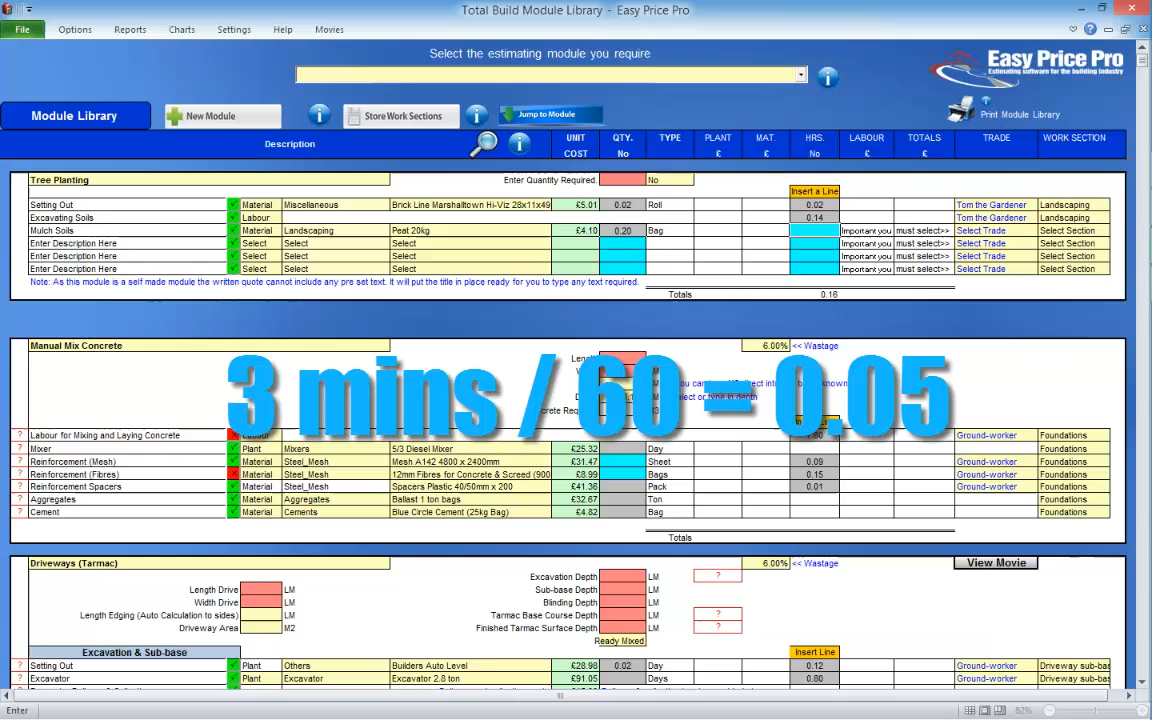 Total Build Module Library - Easy Price Pro
File Options Reports Charts Settings Help Movies
Select the estimating module you require
Easy Price Pro
Estimating software for the building industry
Module Library New Module Store Work Sections Jump to Module Print Module Library
Description UNIT COST QTY. No TYPE PLANT £ MAT. £ HRS. No LABOUR £ TOTALS £ TRADE WORK SECTION
Tree Planting Enter Quantity Required. No
Insert a Line
Setting Out Material Miscellaneous Brick Line Marshalltown Hi-Viz 28x11x49 £5.01 0.02 Roll 0.02 Tom the Gardener Landscaping
Excavating Soils Labour 0.14 Tom the Gardener Landscaping
Mulch Soils Material Landscaping Peat 20kg £4.10 0.20 Bag Important you must select>> Select Trade Select Section
Enter Description Here Select Select Select Important you must select>> Select Trade Select Section
Enter Description Here Select Select Select Important you must select>> Select Trade Select Section
Enter Description Here Select Select Select Important you must select>> Select Trade Select Section
Note: As this module is a self made module the written quote cannot include any pre set text. It will put the title in place ready for you to type any text required.
Totals 0.16
Manual Mix Concrete 6.00% << Wastage
3 mins / 60 = 0.05
? Labour for Mixing and Laying Concrete Labour Ground-worker Foundations
? Mixer Plant Mixers 5/3 Diesel Mixer £25.32 Day Foundations
? Reinforcement (Mesh) Material Steel_Mesh Mesh A142 4800 x 2400mm £31.47 Sheet 0.09 Ground-worker Foundations
? Reinforcement (Fibres) Material Steel_Mesh 12mm Fibres for Concrete & Screed (900 £8.99 Bags 0.15 Ground-worker Foundations
? Reinforcement Spacers Material Steel_Mesh Spacers Plastic 40/50mm x 200 £41.36 Pack 0.01 Ground-worker Foundations
? Aggregates Material Aggregates Ballast 1 ton bags £32.67 Ton Foundations
? Cement Material Cements Blue Circle Cement (25kg Bag) £4.82 Bag Foundations
Totals
Driveways (Tarmac) 6.00% << Wastage View Movie
Excavation Depth LM ?
Length Drive LM Sub-base Depth LM
Width Drive LM Blinding Depth LM
Length Edging (Auto Calculation to sides) LM Tarmac Base Course Depth LM ?
Driveway Area M2 Finished Tarmac Surface Depth LM ?
Ready Mixed
Excavation & Sub-base Insert Line
? Setting Out Plant Others Builders Auto Level £28.98 0.02 Day 0.12 Ground-worker Driveway sub-bas
? Excavator Plant Excavator Excavator 2.8 ton £91.05 Days 0.80 Ground-worker Driveway sub-bas
Enter 82%